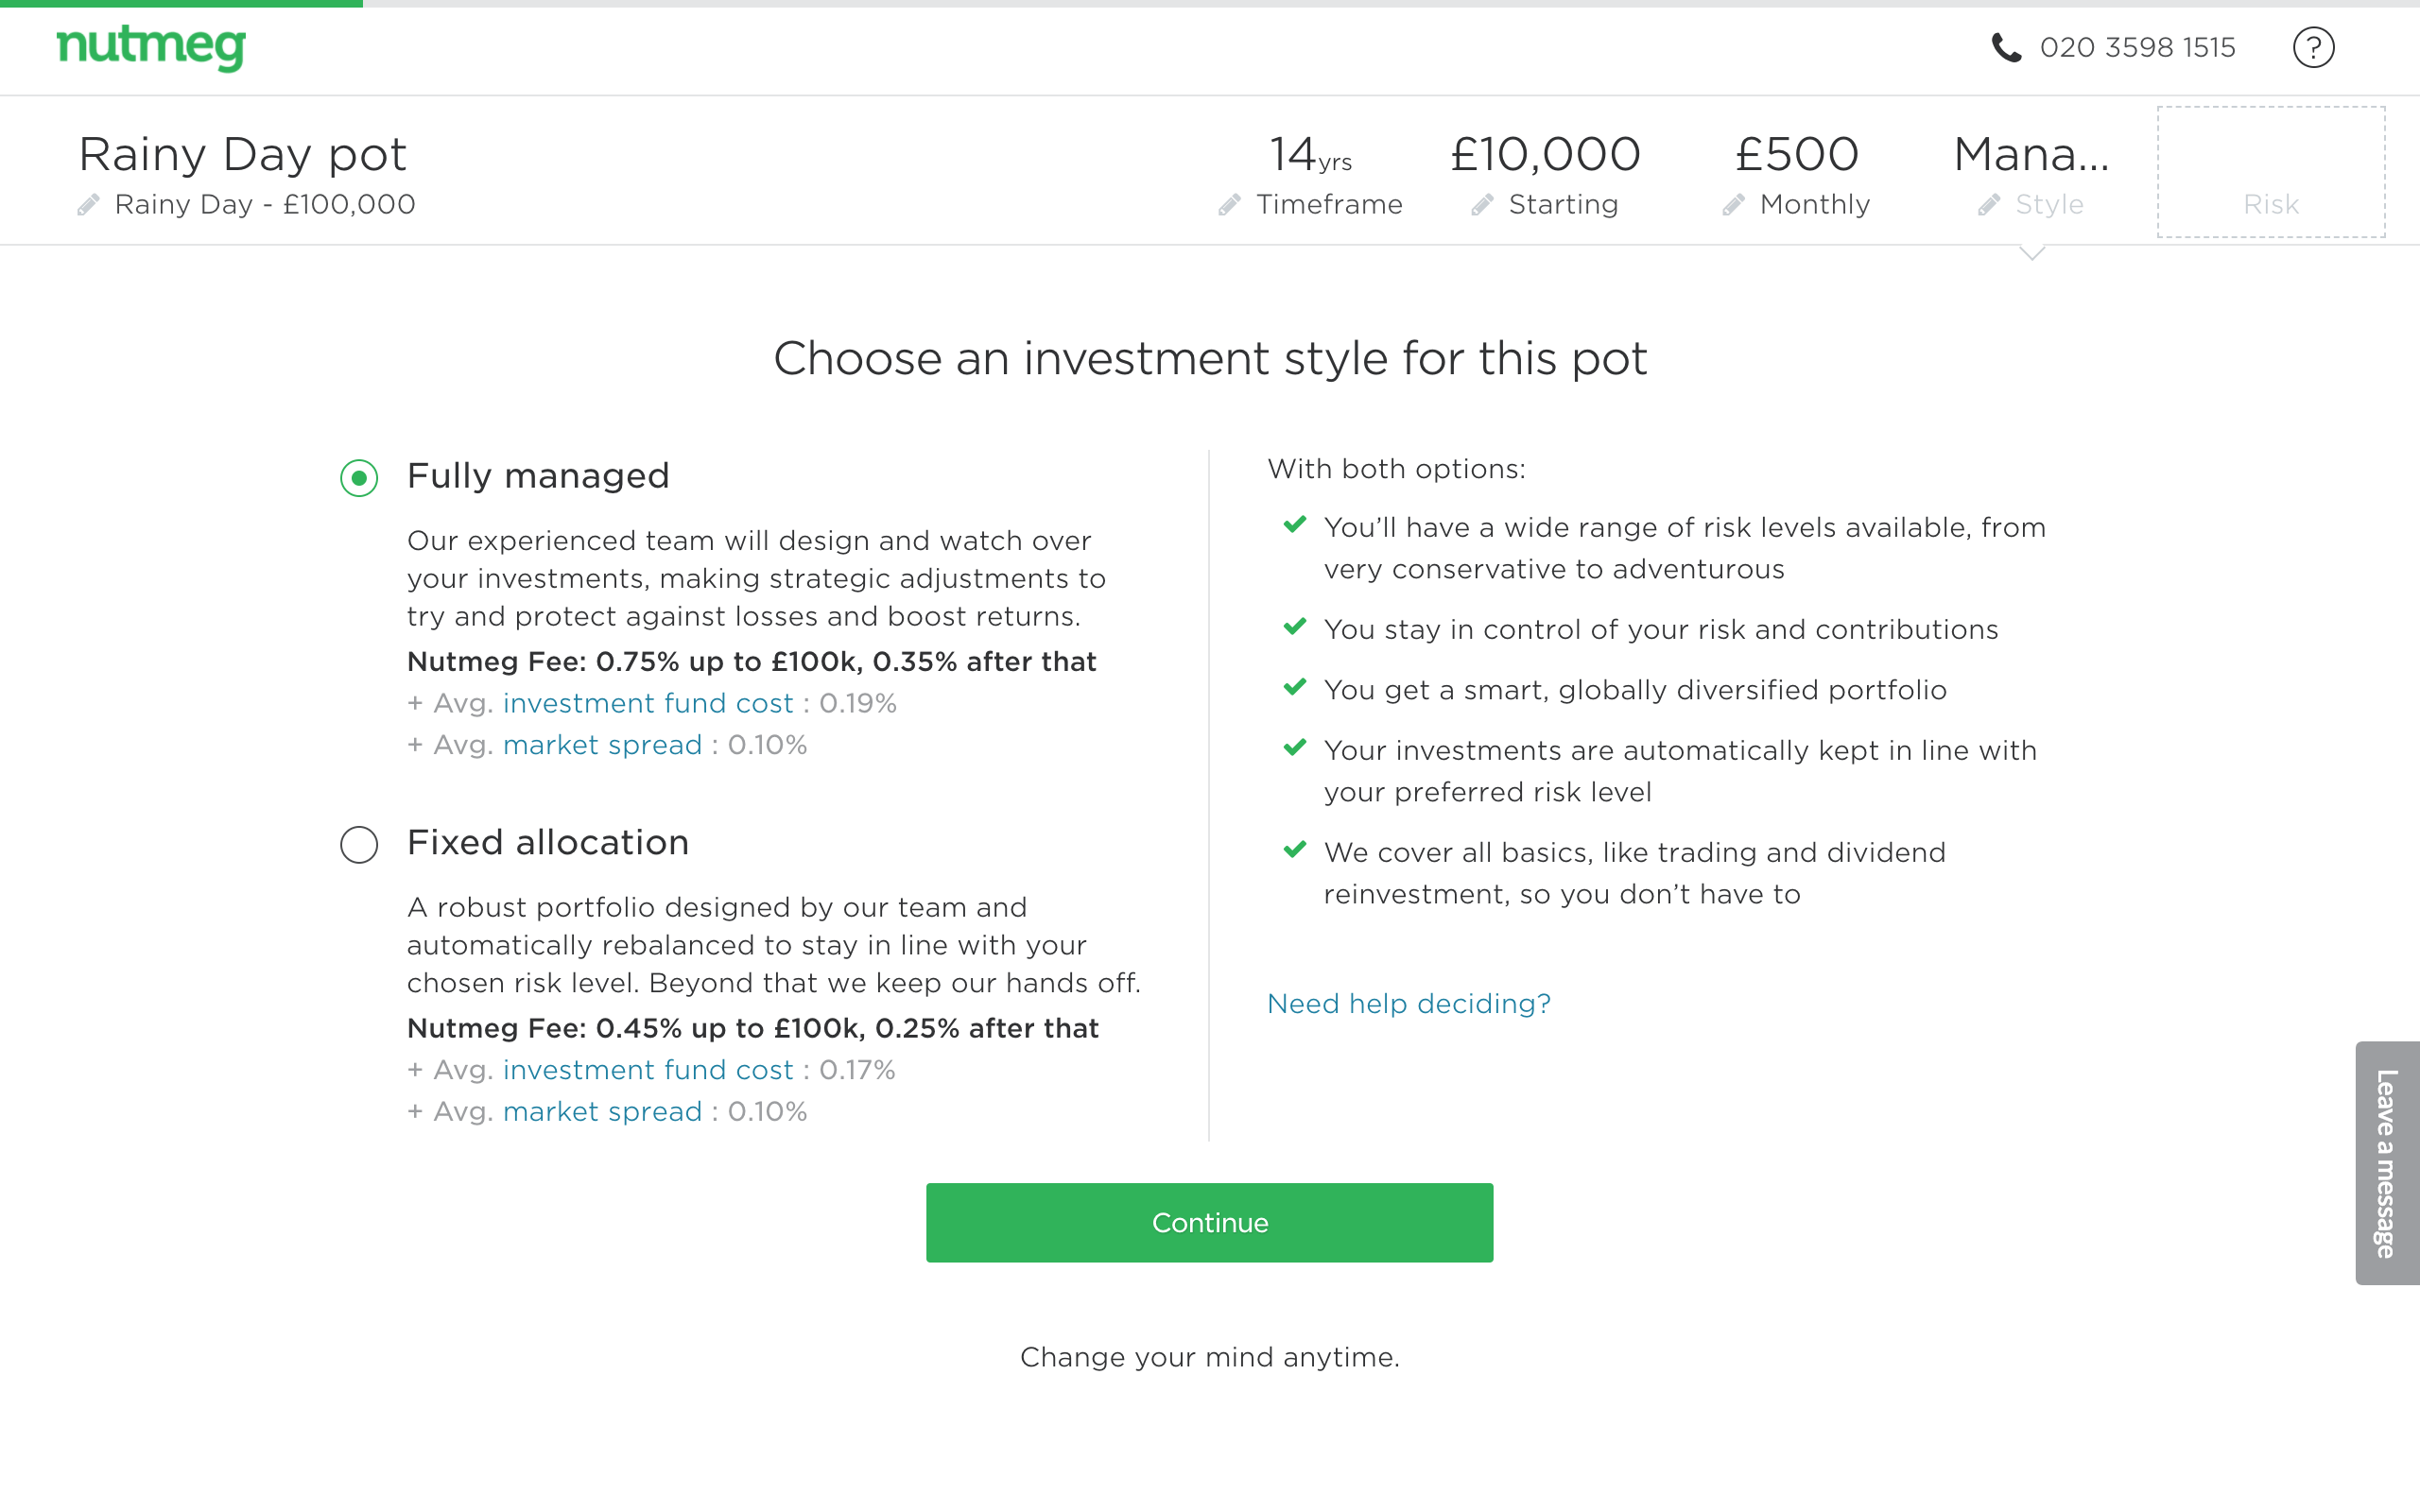 nutmeg
020 3598 1515
?
Rainy Day pot
Rainy Day - £100,000
14yrs
Timeframe
£10,000
Starting
£500
Monthly
Mana...
Style
Risk
Choose an investment style for this pot
Fully managed
Our experienced team will design and watch over
your investments, making strategic adjustments to
try and protect against losses and boost returns.
Nutmeg Fee: 0.75% up to £100k, 0.35% after that
+ Avg. investment fund cost : 0.19%
+ Avg. market spread : 0.10%
Fixed allocation
A robust portfolio designed by our team and
automatically rebalanced to stay in line with your
chosen risk level. Beyond that we keep our hands off.
Nutmeg Fee: 0.45% up to £100k, 0.25% after that
+ Avg. investment fund cost : 0.17%
+ Avg. market spread : 0.10%
With both options:
You’ll have a wide range of risk levels available, from
very conservative to adventurous
You stay in control of your risk and contributions
You get a smart, globally diversified portfolio
Your investments are automatically kept in line with
your preferred risk level
We cover all basics, like trading and dividend
reinvestment, so you don’t have to
Need help deciding?
Leave a message
Continue
Change your mind anytime.